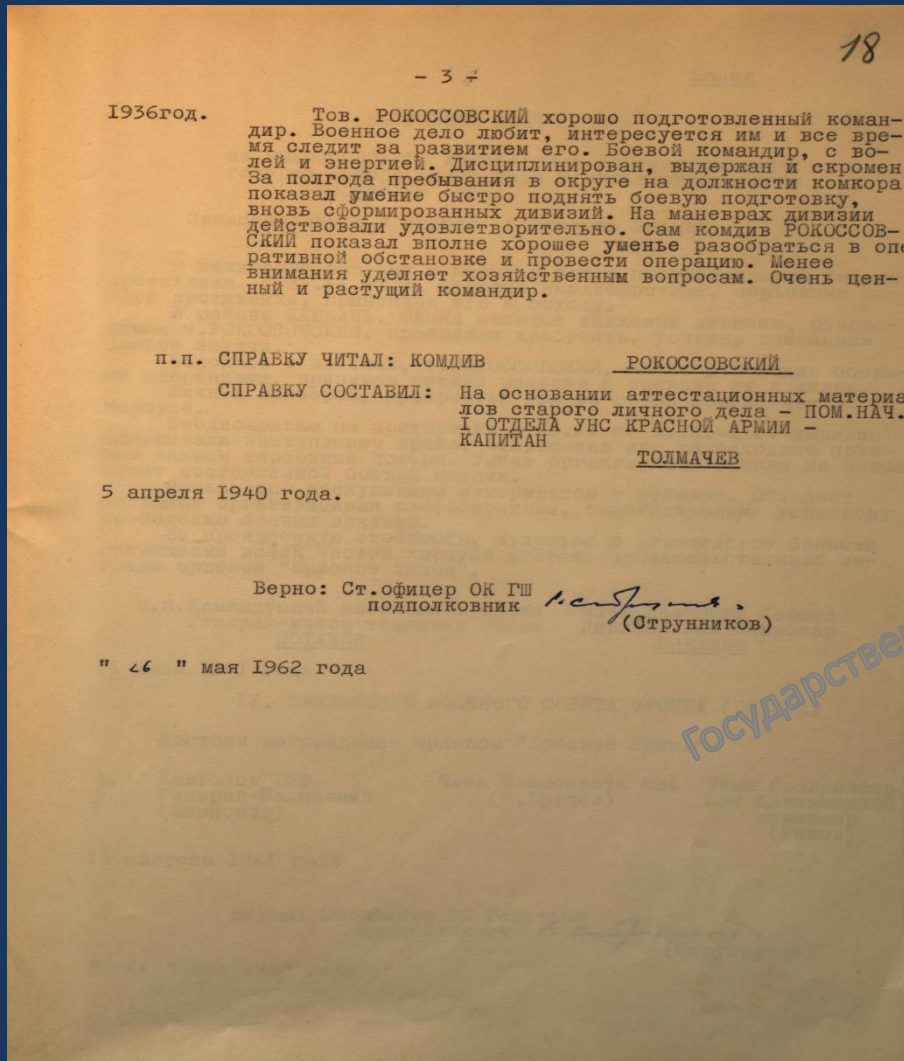 18
- 3 -
I936год. Тов. РОКОССОВСКИЙ хорошо подготовленный коман-
дир. Военное дело любит, интересуется им и все вре-
мя следит за развитием его. Боевой командир, с во-
лей и энергией. Дисциплинирован, выдержан и скромен
За полгода пребывания в округе на должности комкора
показал умение быстро поднять боевую подготовку,
вновь сформированных дивизий. На маневрах дивизии
действовали удовлетворительно. Сам комдив РОКОССОВ-
СКИЙ показал вполне хорошее уменье разобраться в опе
ративной обстановке и провести операцию. Менее
внимания уделяет хозяйственным вопросам. Очень цен-
ный и растущий командир.
п.п. СПРАВКУ ЧИТАЛ: КОМДИВ РОКОССОВСКИЙ
СПРАВКУ СОСТАВИЛ: На основании аттестационных материа
лов старого личного дела - ПОМ.НАЧ.
I ОТДЕЛА УНС КРАСНОЙ АРМИИ -
КАПИТАН
ТОЛМАЧЕВ
5 апреля I940 года.
Верно: Ст.офицер ОК ГШ
подполковник
(Струнников)
" 26 " мая I962 года
Государстве